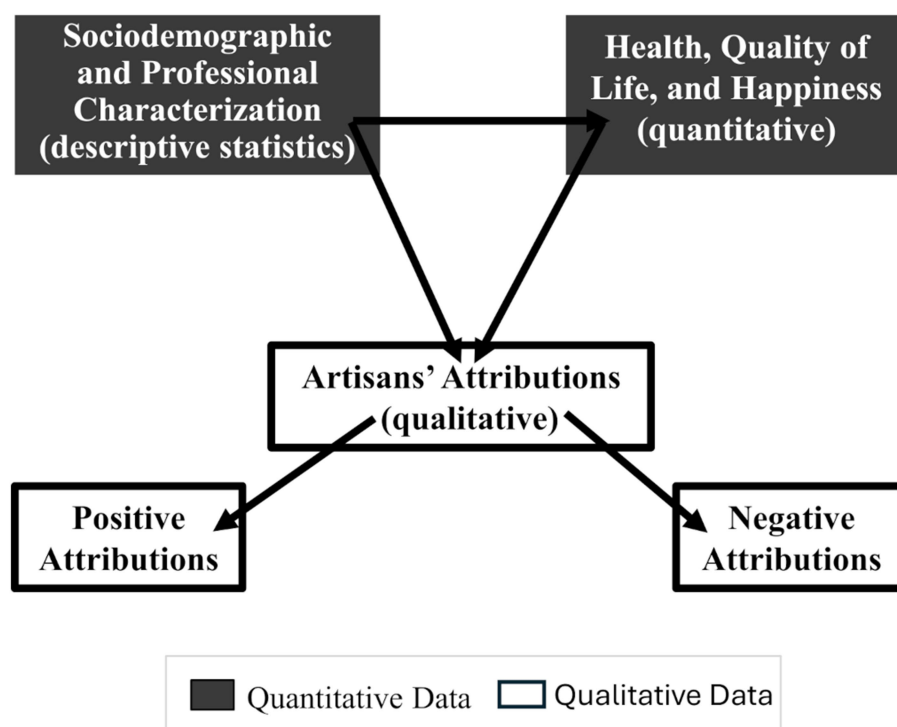 Sociodemographic
and Professional
Characterization
(descriptive statistics)
Health, Quality of
Life, and Happiness
(quantitative)
Artisans’ Attributions
(qualitative)
Positive
Attributions
Negative
Attributions
Quantitative Data
Qualitative Data